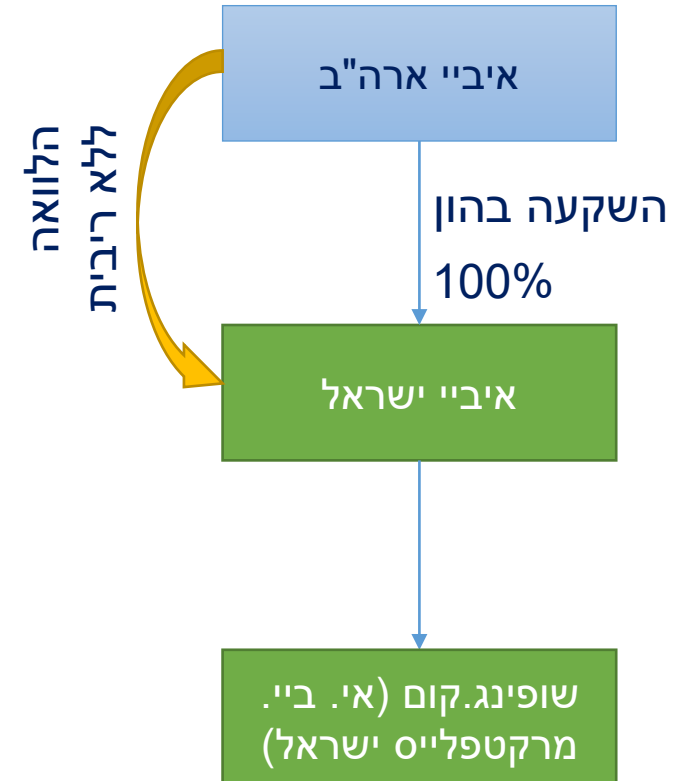 איביי ארה"ב
הלוואה
ללא ריבית
השקעה בהון
100%
איביי ישראל
שופינג.קום (אי. ביי.
מרקטפלייס ישראל)